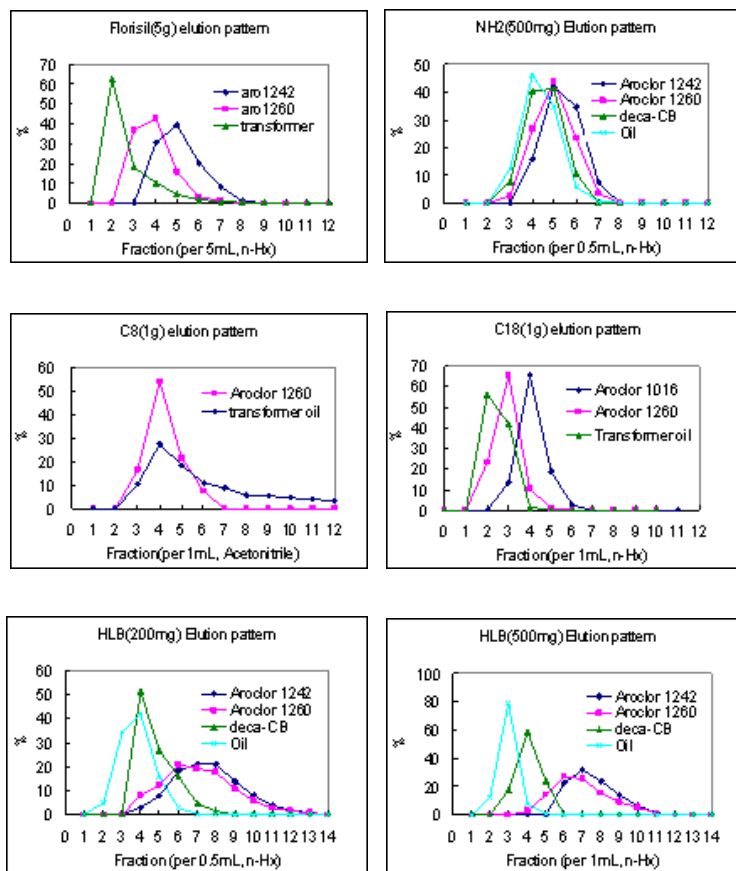 Florisil(5g) elution pattern
70
60
50
40
30
20
10
0
%
aro1242
aro1260
transformer
0 1 2 3 4 5 6 7 8 9 10 11 12
Fraction (per 5mL, n-Hx)
NH2(500mg) Elution pattern
50
40
30
20
10
0
%
Aroclor 1242
Aroclor 1260
deca-CB
Oil
0 1 2 3 4 5 6 7 8 9 10 11 12
Fraction (per 0.5mL, n-Hx)
C8(1g) elution pattern
60
50
40
30
20
10
0
%
Aroclor 1260
transformer oil
0 1 2 3 4 5 6 7 8 9 10 11 12
Fraction(per 1mL, Acetonitrile)
C18(1g) elution pattern
70
60
50
40
30
20
10
0
%
Aroclor 1016
Aroclor 1260
Transformer oil
0 1 2 3 4 5 6 7 8 9 10 11 12
Fraction (per 1mL, n-Hx)
HLB(200mg) Elution pattern
60
50
40
30
20
10
0
%
Aroclor 1242
Aroclor 1260
deca-CB
Oil
0 1 2 3 4 5 6 7 8 9 10 11 12 13 14
Fraction (per 0.5mL, n-Hx)
HLB(500mg) Elution pattern
100
80
60
40
20
0
%
Aroclor 1242
Aroclor 1260
deca-CB
Oil
0 1 2 3 4 5 6 7 8 9 10 11 12 13 14
Fraction (per 1mL, n-Hx)